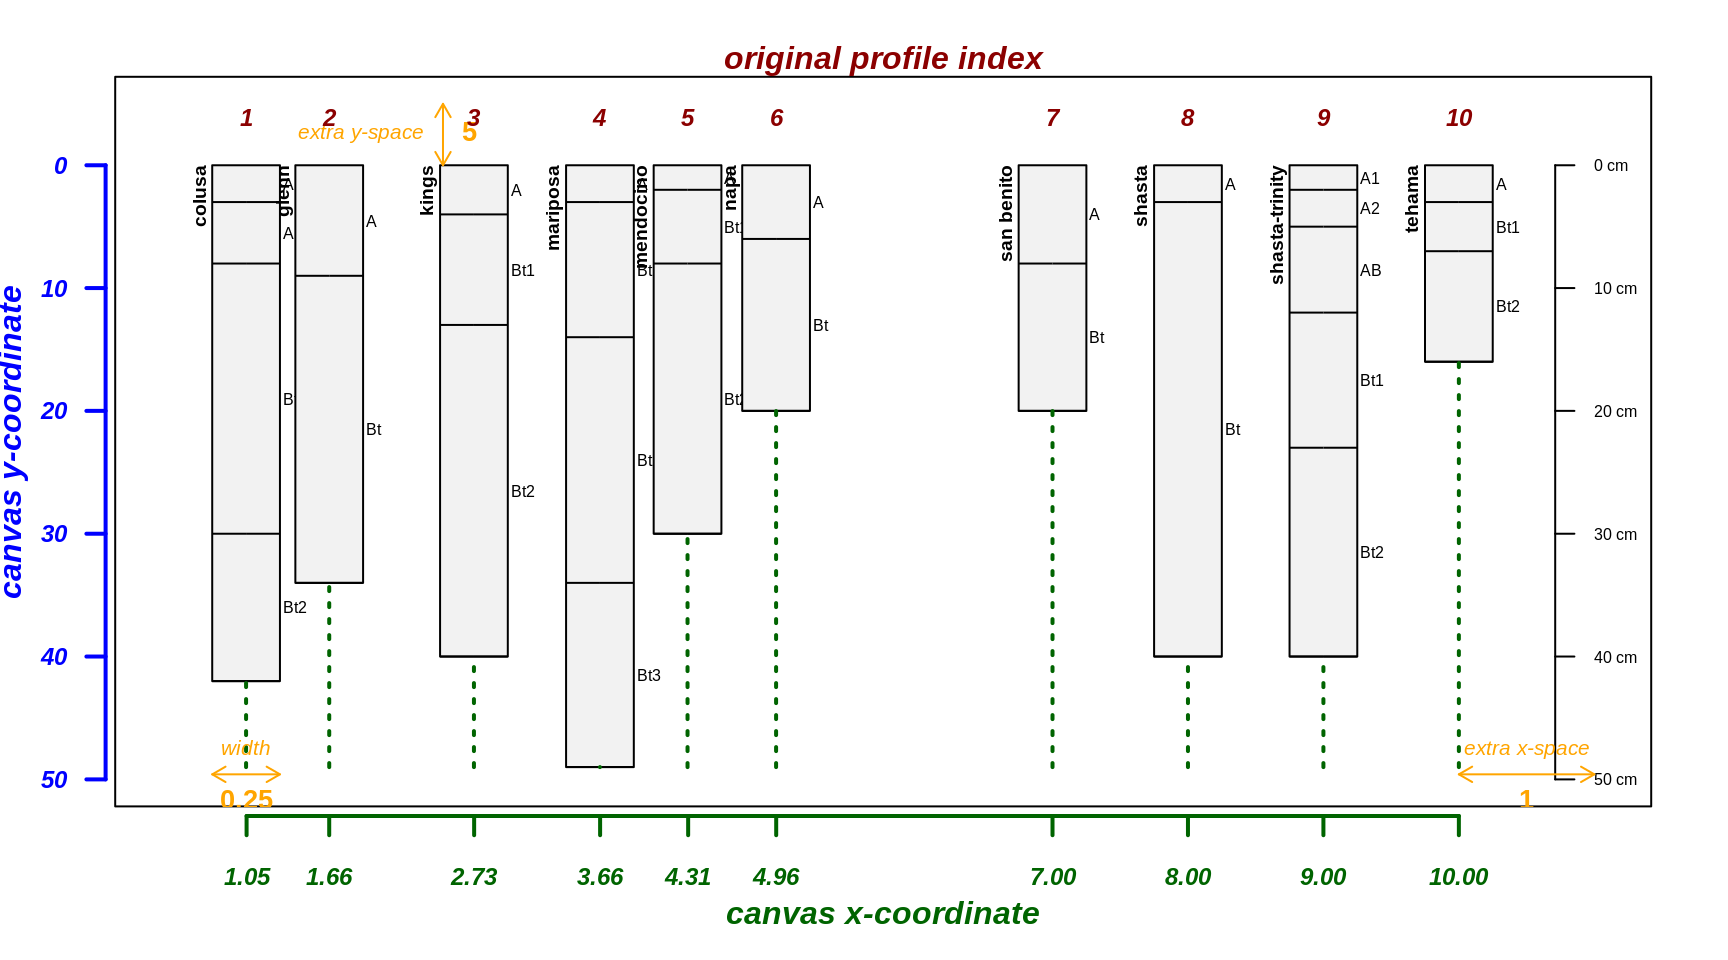 original profile index
1 2 3 4 5 6 7 8 9 10
extra y-space 5
canvas y-coordinate
0
10
20
30
40
50
colusa
A
Bt2
glenn
A
Bt
kings
A
Bt1
Bt2
mariposa
Bt3
mendocino
napa
A
Bt
san benito
A
Bt
shasta
A
Bt
shasta-trinity
A1
A2
AB
Bt1
Bt2
tehama
A
Bt1
Bt2
0 cm
10 cm
20 cm
30 cm
40 cm
50 cm
width
0.25
extra x-space
1
1.05 1.66 2.73 3.66 4.31 4.96 7.00 8.00 9.00 10.00
canvas x-coordinate